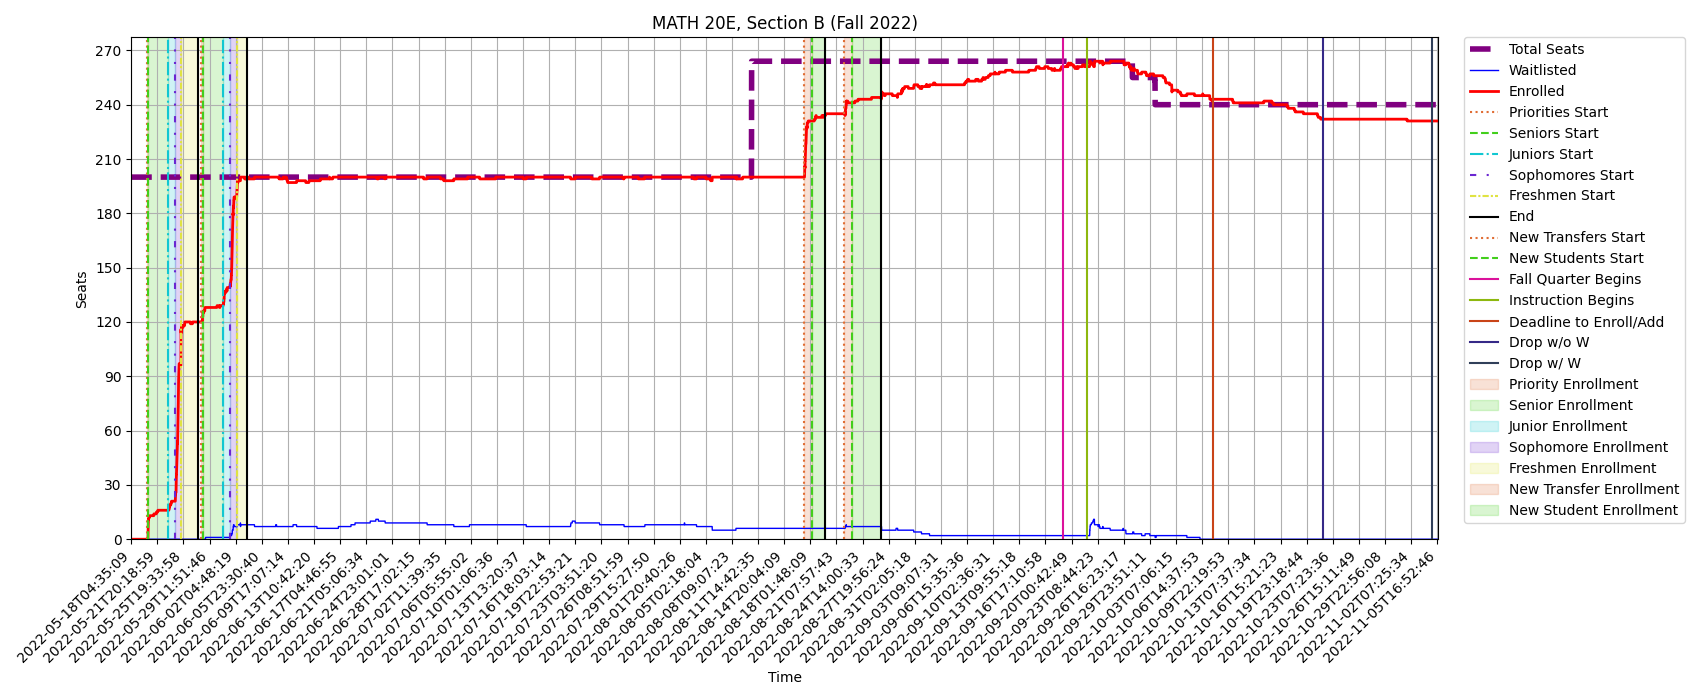 MATH 20E, Section B (Fall 2022)
Seats
270
240
210
180
150
120
90
60
30
0
2022-05-18T04:35:09
2022-05-21T20:18:59
2022-05-25T19:33:58
2022-05-29T11:51:46
2022-06-02T04:48:19
2022-06-05T23:30:40
2022-06-09T17:07:14
2022-06-13T10:42:20
2022-06-17T04:46:55
2022-06-21T05:06:34
2022-06-24T23:01:01
2022-06-28T17:02:15
2022-07-02T11:39:35
2022-07-06T05:55:02
2022-07-10T01:06:36
2022-07-13T13:20:37
2022-07-16T18:03:14
2022-07-19T22:53:21
2022-07-23T03:51:20
2022-07-26T08:51:59
2022-07-29T15:27:50
2022-08-01T20:40:26
2022-08-05T02:18:04
2022-08-08T09:07:23
2022-08-11T14:42:35
2022-08-14T20:04:09
2022-08-18T01:48:09
2022-08-21T07:57:43
2022-08-24T14:00:33
2022-08-27T19:56:24
2022-08-31T02:05:18
2022-09-03T09:07:31
2022-09-06T15:35:36
2022-09-10T02:36:31
2022-09-13T09:55:18
2022-09-16T17:10:58
2022-09-20T00:42:49
2022-09-23T08:44:23
2022-09-26T16:23:17
2022-09-29T23:51:11
2022-10-03T07:06:15
2022-10-06T14:37:53
2022-10-09T22:19:53
2022-10-13T07:37:34
2022-10-16T15:21:23
2022-10-19T23:18:44
2022-10-23T07:23:36
2022-10-26T15:11:49
2022-10-29T22:56:08
2022-11-02T07:25:34
2022-11-05T16:52:46
Time
Total Seats
Waitlisted
Enrolled
Priorities Start
Seniors Start
Juniors Start
Sophomores Start
Freshmen Start
End
New Transfers Start
New Students Start
Fall Quarter Begins
Instruction Begins
Deadline to Enroll/Add
Drop w/o W
Drop w/ W
Priority Enrollment
Senior Enrollment
Junior Enrollment
Sophomore Enrollment
Freshmen Enrollment
New Transfer Enrollment
New Student Enrollment